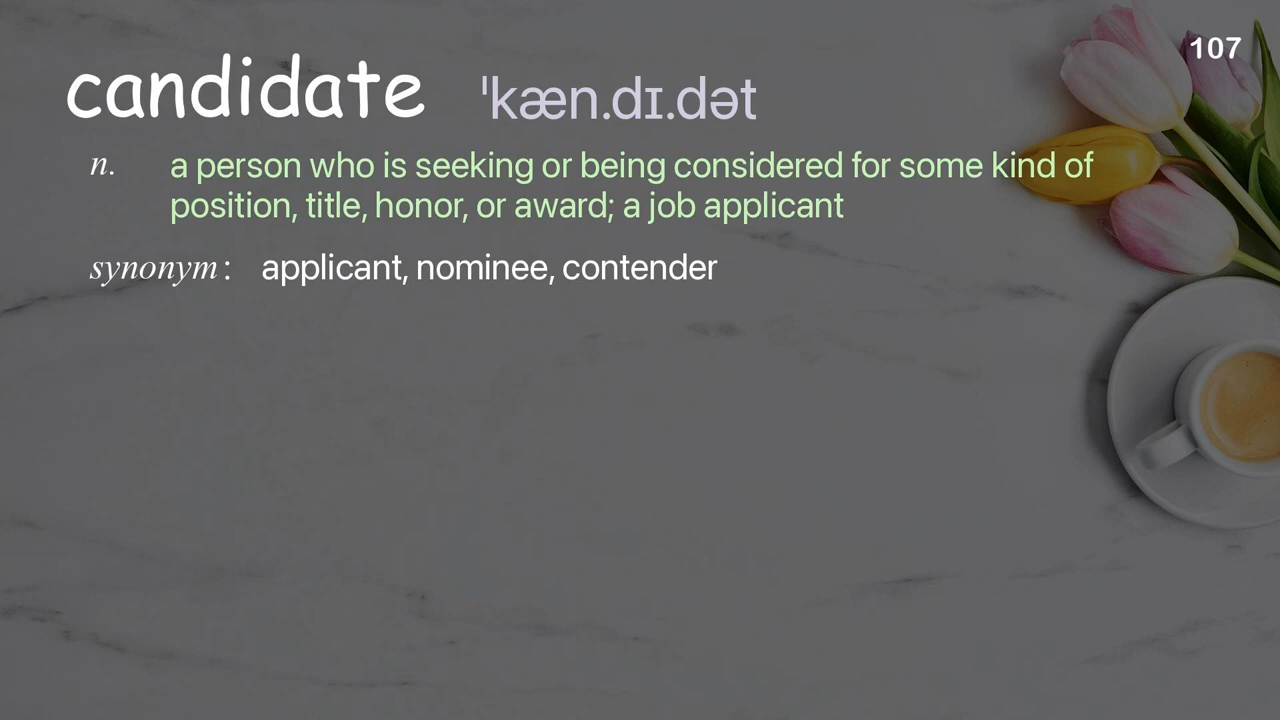 107
candidate ˈkæn.dɪ.dət
n. a person who is seeking or being considered for some kind of
position, title, honor, or award; a job applicant
synonym: applicant, nominee, contender